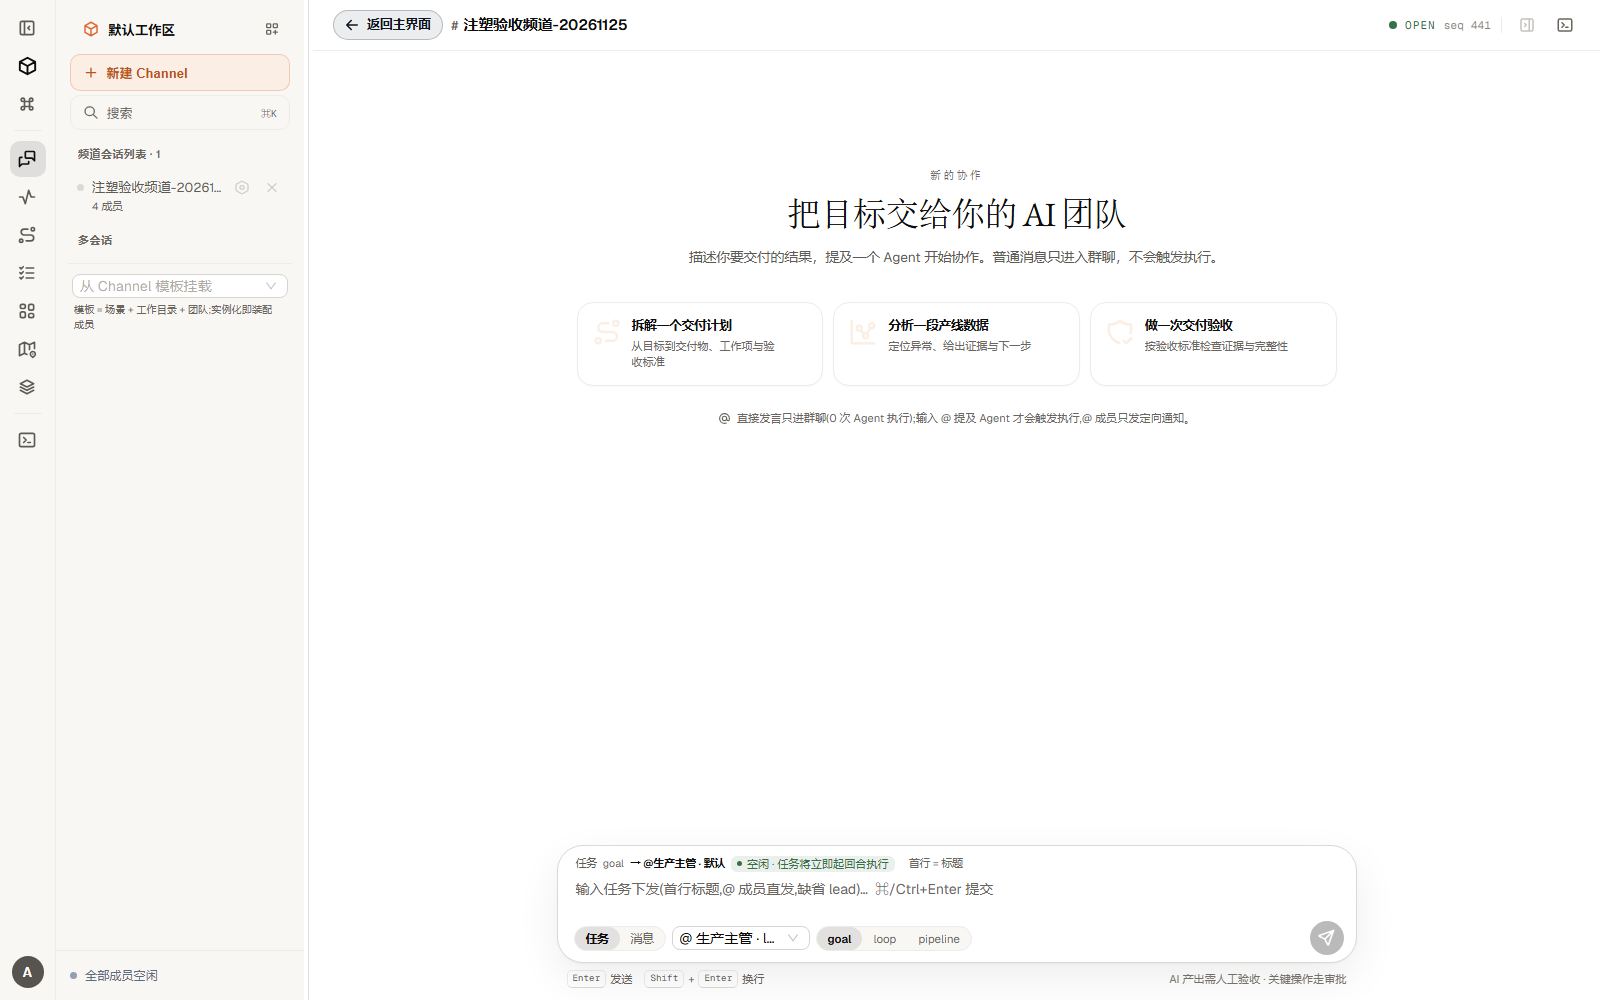 默认工作区
新建 Channel
搜索 ⌘K
频道会话列表 · 1
注塑验收频道-20261...
4 成员
多会话
从 Channel 模板挂载
模板 = 场景 + 工作目录 + 团队;实例化即装配
成员
A
全部成员空闲
返回主界面 # 注塑验收频道-20261125
OPEN seq 441
新的协作
把目标交给你的 AI 团队
描述你要交付的结果，提及一个 Agent 开始协作。普通消息只进入群聊，不会触发执行。
拆解一个交付计划
从目标到交付物、工作项与验
收标准
分析一段产线数据
定位异常、给出证据与下一步
做一次交付验收
按验收标准检查证据与完整性
@ 直接发言只进群聊(0 次 Agent 执行);输入 @ 提及 Agent 才会触发执行,@ 成员只发定向通知。
任务 goal → @生产主管 · 默认 空闲 · 任务将立即起回合执行 首行 = 标题
输入任务下发(首行标题,@ 成员直发,缺省 lead)... ⌘/Ctrl+Enter 提交
任务 消息 @ 生产主管 · l... goal loop pipeline
Enter 发送 Shift + Enter 换行
AI 产出需人工验收 · 关键操作走审批